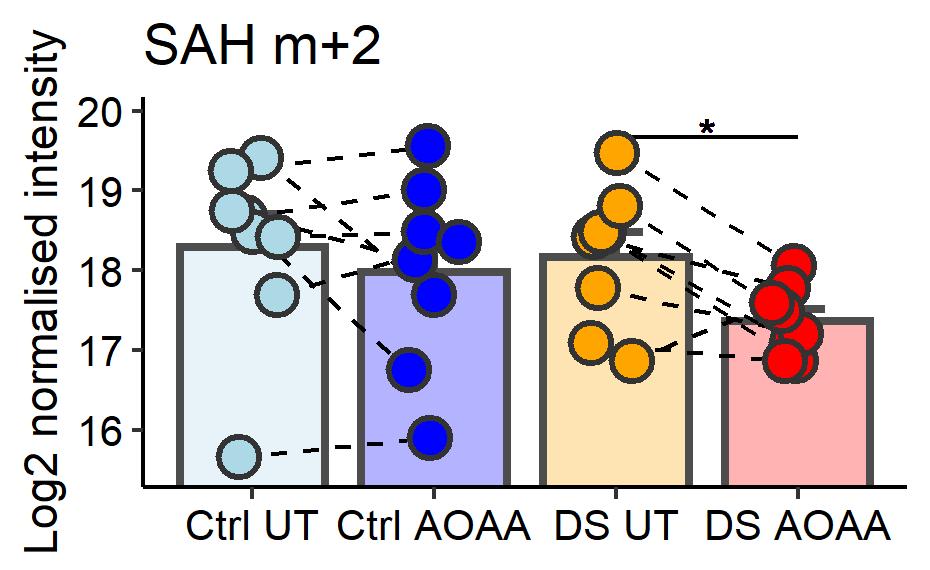 SAH m+2
Log2 normalised intensity
20
19
18
17
16
*
Ctrl UT
Ctrl AOAA
DS UT
DS AOAA